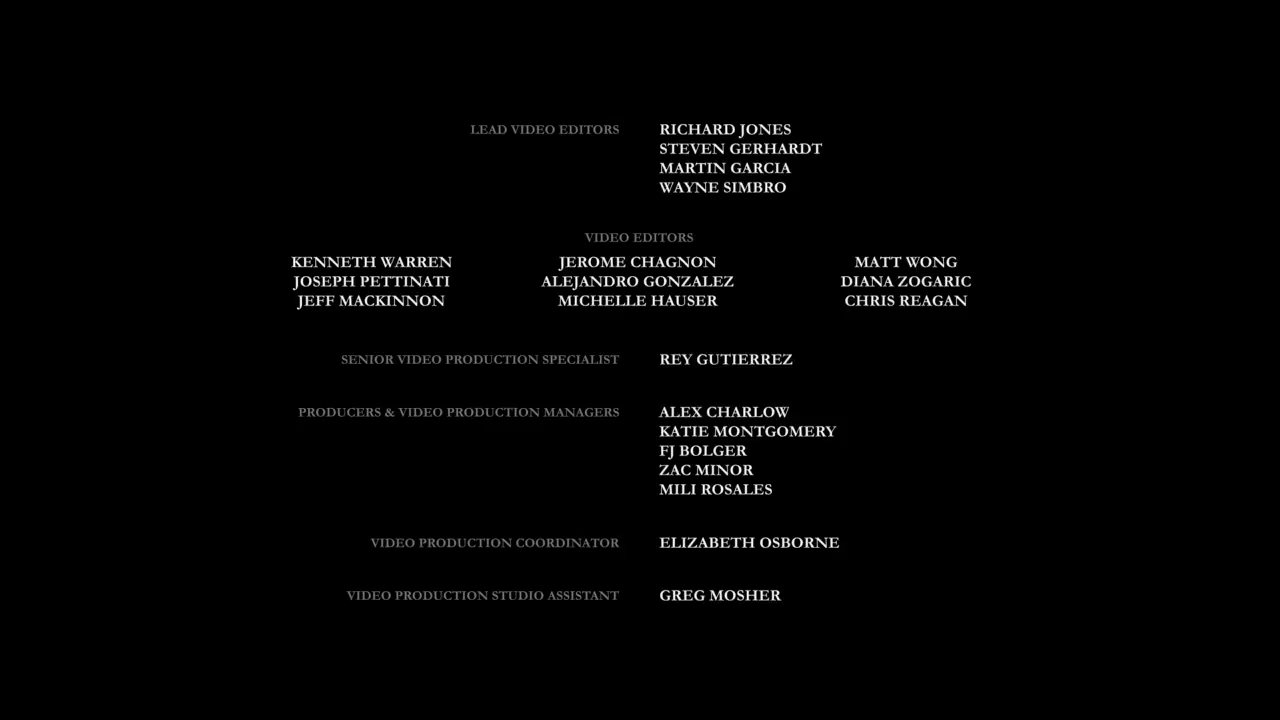 LEAD VIDEO EDITORS RICHARD JONES
STEVEN GERHARDT
MARTIN GARCIA
WAYNE SIMBRO
VIDEO EDITORS
KENNETH WARREN JEROME CHAGNON MATT WONG
JOSEPH PETTINATI ALEJANDRO GONZALEZ DIANA ZOGARIC
JEFF MACKINNON MICHELLE HAUSER CHRIS REAGAN
SENIOR VIDEO PRODUCTION SPECIALIST REY GUTIERREZ
PRODUCERS & VIDEO PRODUCTION MANAGERS ALEX CHARLOW
KATIE MONTGOMERY
FJ BOLGER
ZAC MINOR
MILI ROSALES
VIDEO PRODUCTION COORDINATOR ELIZABETH OSBORNE
VIDEO PRODUCTION STUDIO ASSISTANT GREG MOSHER